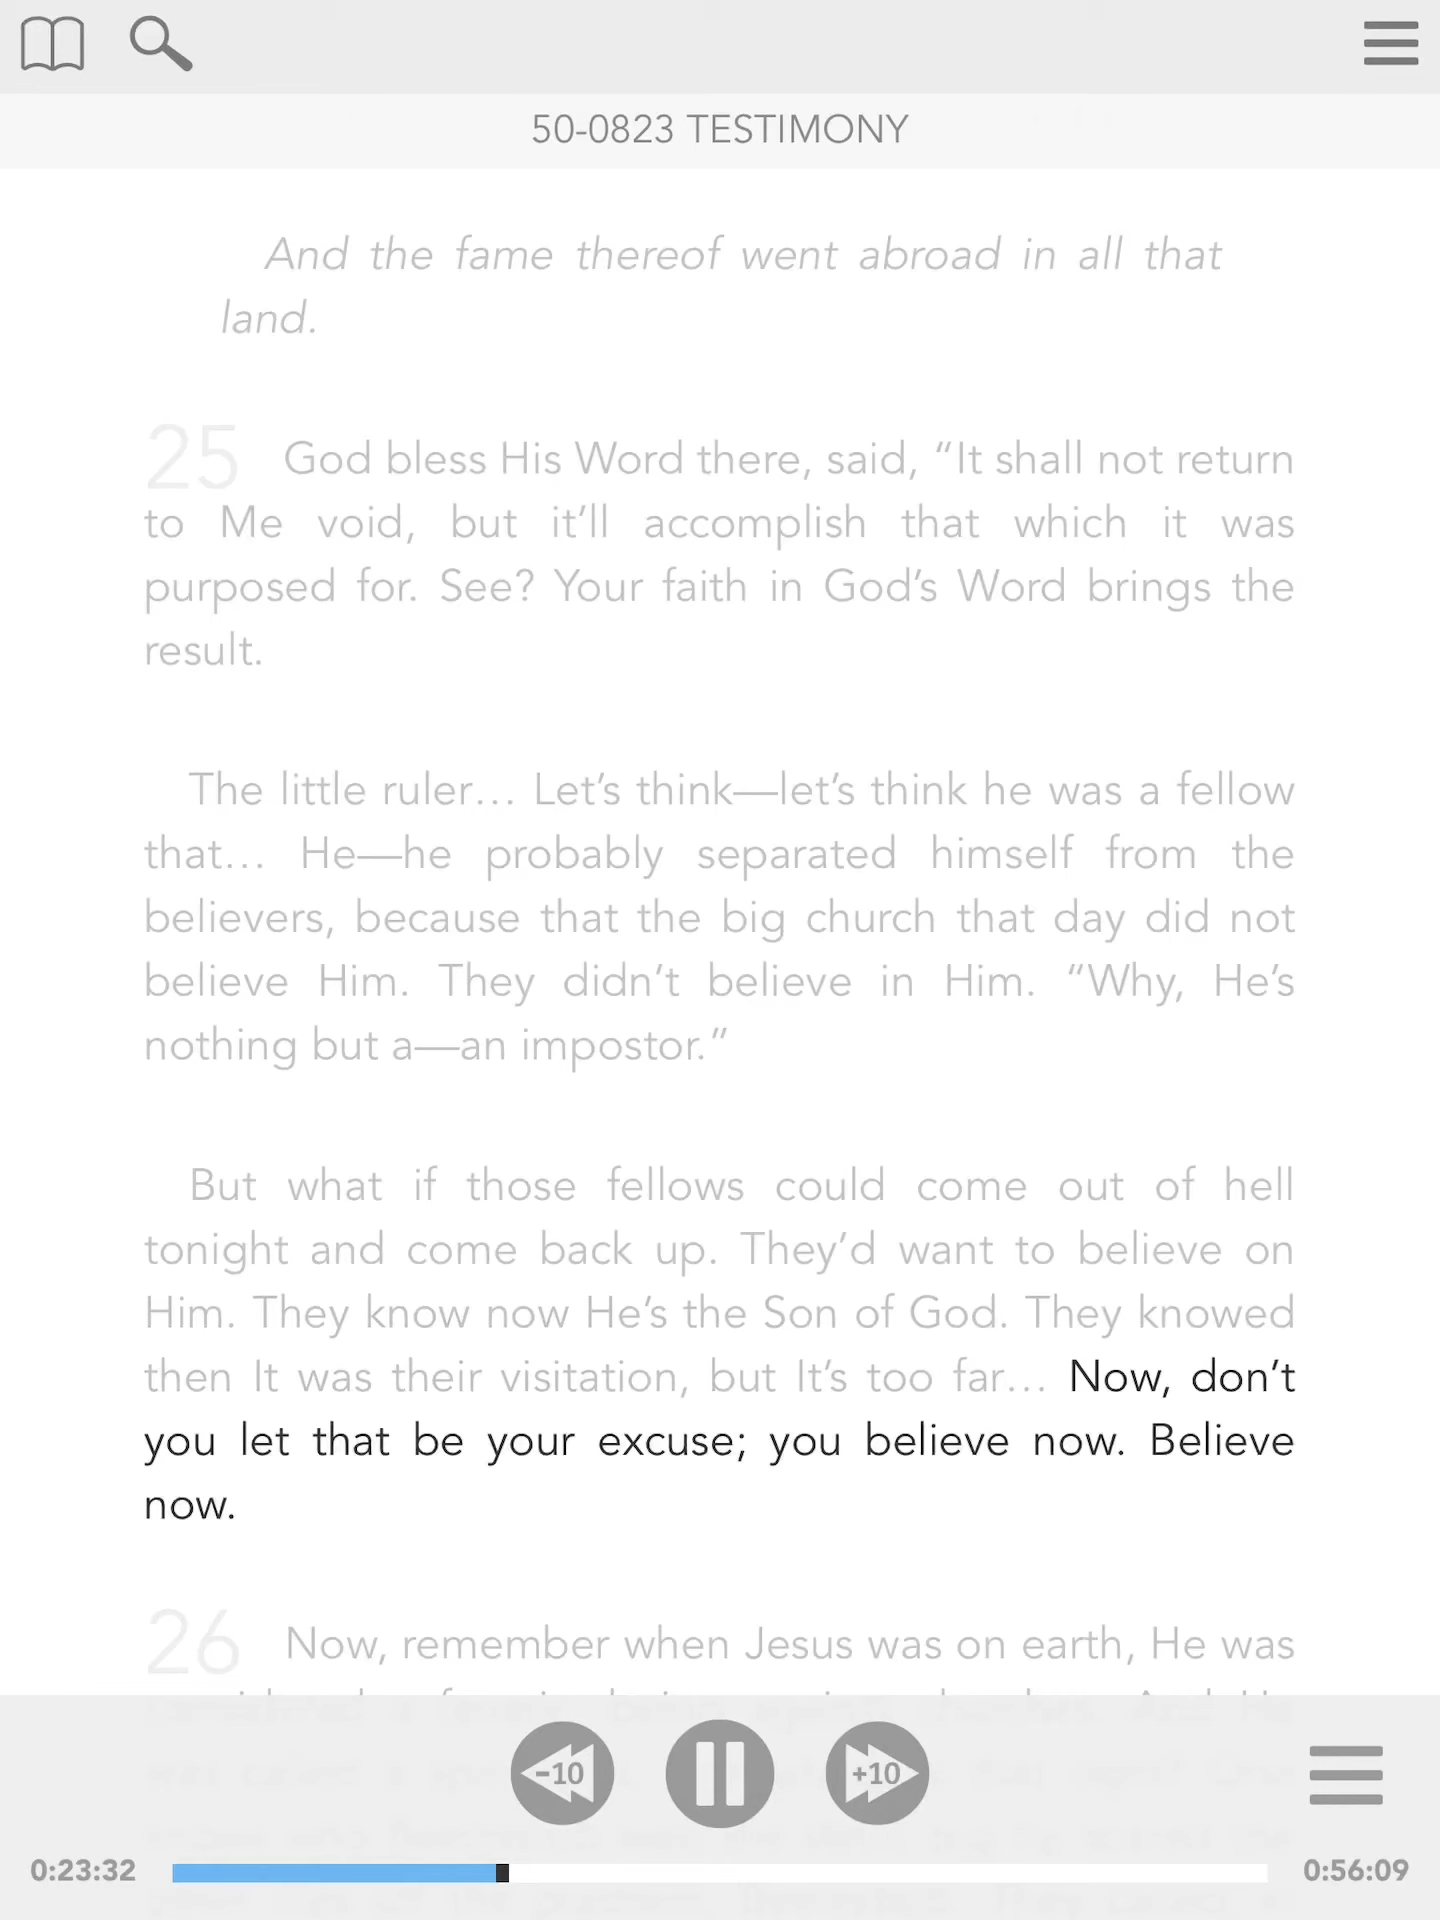 50-0823 TESTIMONY
And the fame thereof went abroad in all that
land.
25 God bless His Word there, said, “It shall not return
to Me void, but it’ll accomplish that which it was
purposed for. See? Your faith in God’s Word brings the
result.
The little ruler… Let’s think—let’s think he was a fellow
that… He—he probably separated himself from the
believers, because that the big church that day did not
believe Him. They didn’t believe in Him. “Why, He’s
nothing but a—an impostor.”
But what if those fellows could come out of hell
tonight and come back up. They’d want to believe on
Him. They know now He’s the Son of God. They knowed
then It was their visitation, but It’s too far… Now, don’t
you let that be your excuse; you believe now. Believe
now.
26 Now, remember when Jesus was on earth, He was
-10 +10
0:23:32 0:56:09